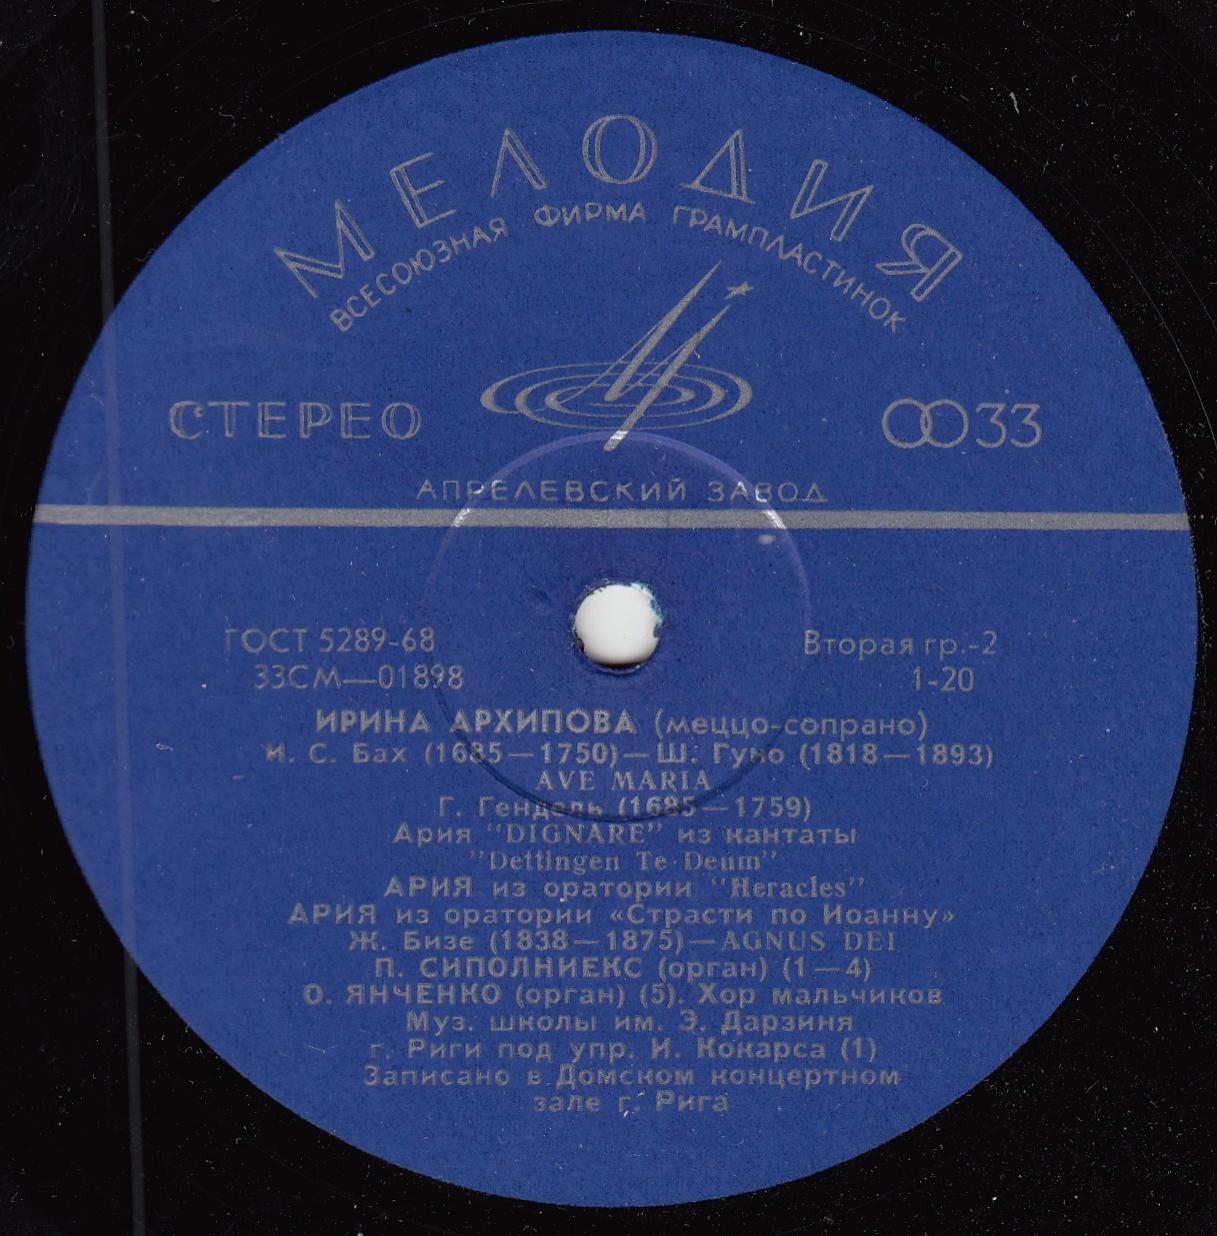 МЕЛОДИЯ
ВСЕСОЮЗНАЯ ФИРМА ГРАМПЛАСТИНОК
СТЕРЕО
33
АПРЕЛЕВСКИЙ ЗАВОД
ГОСТ 5289-68
Вторая гр.-2
33СМ—01898
1-20
ИРИНА АРХИПОВА (меццо-сопрано)
И. С. Бах (1685—1750)—Ш. Гуно (1818—1893)
AVE MARIA
Г. Гендель (1685—1759)
Ария "DIGNARE" из кантаты
"Dettingen Te Deum"
АРИЯ из оратории "Heracles"
АРИЯ из оратории «Страсти по Иоанну»
Ж. Бизе (1838—1875)—AGNUS DEI
П. СИПОЛНИЕКС (орган) (1—4)
О. ЯНЧЕНКО (орган) (5). Хор мальчиков
Муз. школы им. Э. Дарзиня
г. Риги под упр. И. Кокарса (1)
Записано в Домском концертном
зале г. Рига